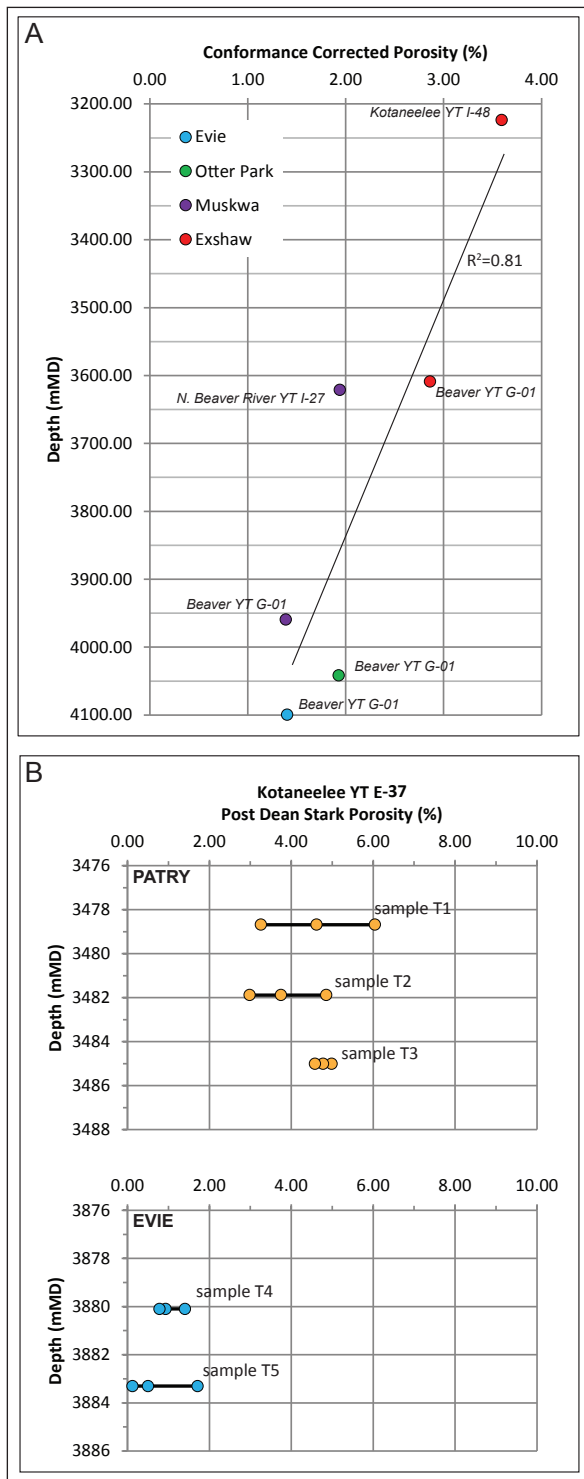 A
Conformance Corrected Porosity (%)
0.00 1.00 2.00 3.00 4.00
Depth (mMD)
3200.00
3300.00
3400.00
3500.00
3600.00
3700.00
3800.00
3900.00
4000.00
4100.00
Evie
Otter Park
Muskwa
Exshaw
Kotaneelee YT I-48
R²=0.81
N. Beaver River YT I-27
Beaver YT G-01
Beaver YT G-01
Beaver YT G-01
Beaver YT G-01
B
Kotaneelee YT E-37
Post Dean Stark Porosity (%)
0.00 2.00 4.00 6.00 8.00 10.00
Depth (mMD)
3476
3478
3480
3482
3484
3486
3488
PATRY
sample T1
sample T2
sample T3
0.00 2.00 4.00 6.00 8.00 10.00
Depth (mMD)
3876
3878
3880
3882
3884
3886
EVIE
sample T4
sample T5